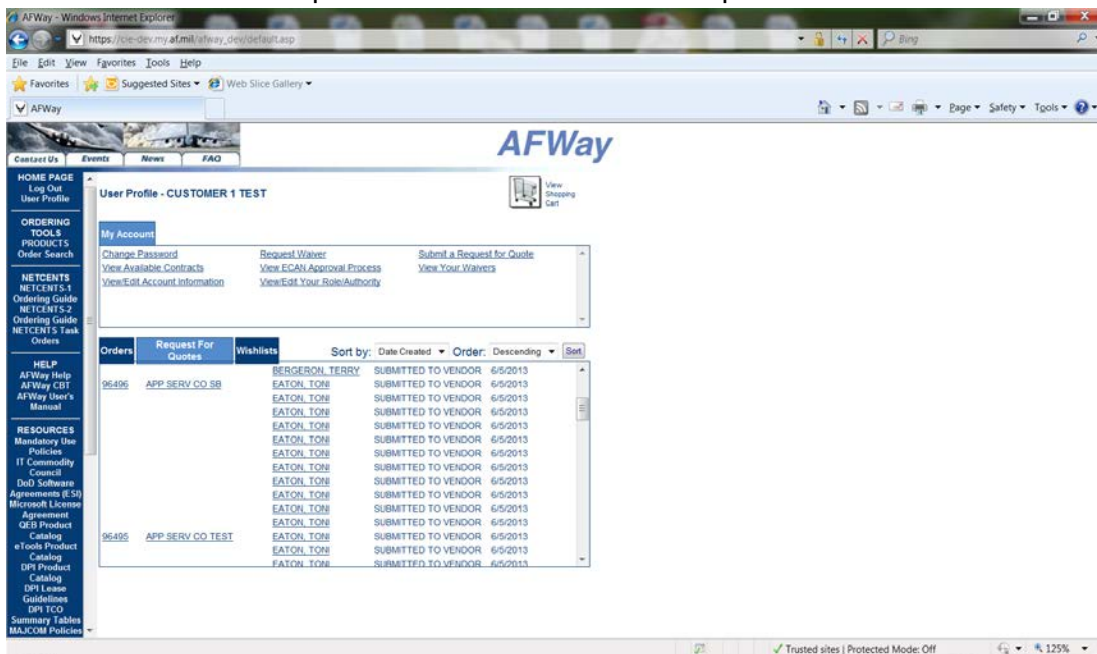 AFWay - Windows Internet Explorer
https://cie-dev.my.af.mil/afway_dev/default.asp
Bing
File Edit View Favorites Tools Help
Favorites Suggested Sites Web Slice Gallery
AFWay
Page Safety Tools
Contact Us Events News FAQ
AFWay
HOME PAGE
Log Out
User Profile
ORDERING
TOOLS
PRODUCTS
Order Search
NETCENTS
NETCENTS-1
Ordering Guide
NETCENTS-2
Ordering Guide
NETCENTS Task
Orders
HELP
AFWay Help
AFWay CBT
AFWay User's
Manual
RESOURCES
Mandatory Use
Policies
IT Commodity
Council
DoD Software
Agreements (ESI)
Microsoft License
Agreement
QEB Product
Catalog
eTools Product
Catalog
DPI Product
Catalog
DPI Lease
Guidelines
DPI TCO
Summary Tables
MAJCOM Policies
User Profile - CUSTOMER 1 TEST
View
Shopping
Cart
My Account
Change Password Request Waiver Submit a Request for Quote
View Available Contracts View ECAN Approval Process View Your Waivers
View/Edit Account Information View/Edit Your Role/Authority
Orders Request For Quotes Wishlists Sort by: Date Created Order: Descending Sort
BERGERON, TERRY SUBMITTED TO VENDOR 6/5/2013
96496 APP SERV CO SB EATON, TONI SUBMITTED TO VENDOR 6/5/2013
EATON, TONI SUBMITTED TO VENDOR 6/5/2013
EATON, TONI SUBMITTED TO VENDOR 6/5/2013
EATON, TONI SUBMITTED TO VENDOR 6/5/2013
EATON, TONI SUBMITTED TO VENDOR 6/5/2013
EATON, TONI SUBMITTED TO VENDOR 6/5/2013
EATON, TONI SUBMITTED TO VENDOR 6/5/2013
EATON, TONI SUBMITTED TO VENDOR 6/5/2013
EATON, TONI SUBMITTED TO VENDOR 6/5/2013
EATON, TONI SUBMITTED TO VENDOR 6/5/2013
EATON, TONI SUBMITTED TO VENDOR 6/5/2013
96495 APP SERV CO TEST EATON, TONI SUBMITTED TO VENDOR 6/5/2013
EATON, TONI SUBMITTED TO VENDOR 6/5/2013
EATON, TONI SUBMITTED TO VENDOR 6/5/2013
Trusted sites | Protected Mode: Off 125%